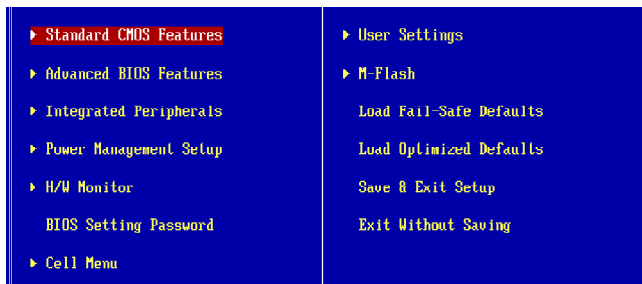 Standard CMOS Features
Advanced BIOS Features
Integrated Peripherals
Power Management Setup
H/W Monitor
BIOS Setting Password
Cell Menu
User Settings
M-Flash
Load Fail-Safe Defaults
Load Optimized Defaults
Save & Exit Setup
Exit Without Saving